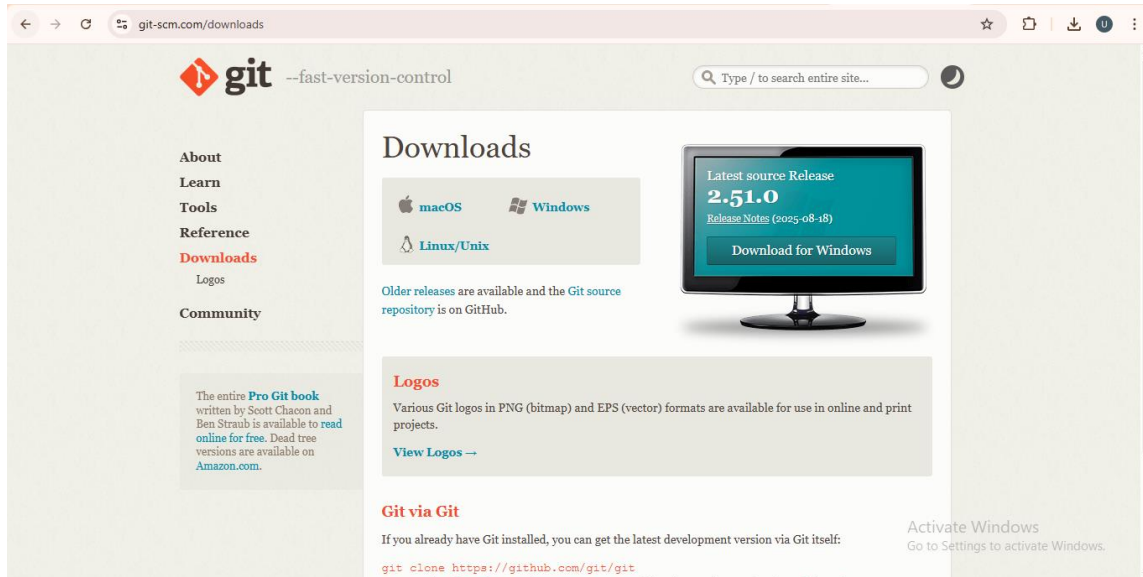 git-scm.com/downloads
U
git --fast-version-control
Type / to search entire site...
About
Learn
Tools
Reference
Downloads
Logos
Community
The entire Pro Git book
written by Scott Chacon and
Ben Straub is available to read
online for free. Dead tree
versions are available on
Amazon.com.
Downloads
macOS
Windows
Linux/Unix
Older releases are available and the Git source
repository is on GitHub.
Latest source Release
2.51.0
Release Notes (2025-08-18)
Download for Windows
Logos
Various Git logos in PNG (bitmap) and EPS (vector) formats are available for use in online and print
projects.
View Logos →
Git via Git
If you already have Git installed, you can get the latest development version via Git itself:
git clone https://github.com/git/git
Activate Windows
Go to Settings to activate Windows.